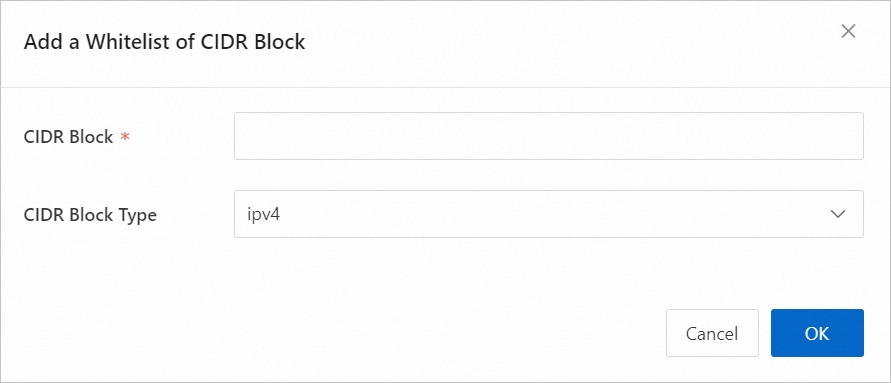 Add a Whitelist of CIDR Block
CIDR Block *
CIDR Block Type
ipv4
Cancel
OK